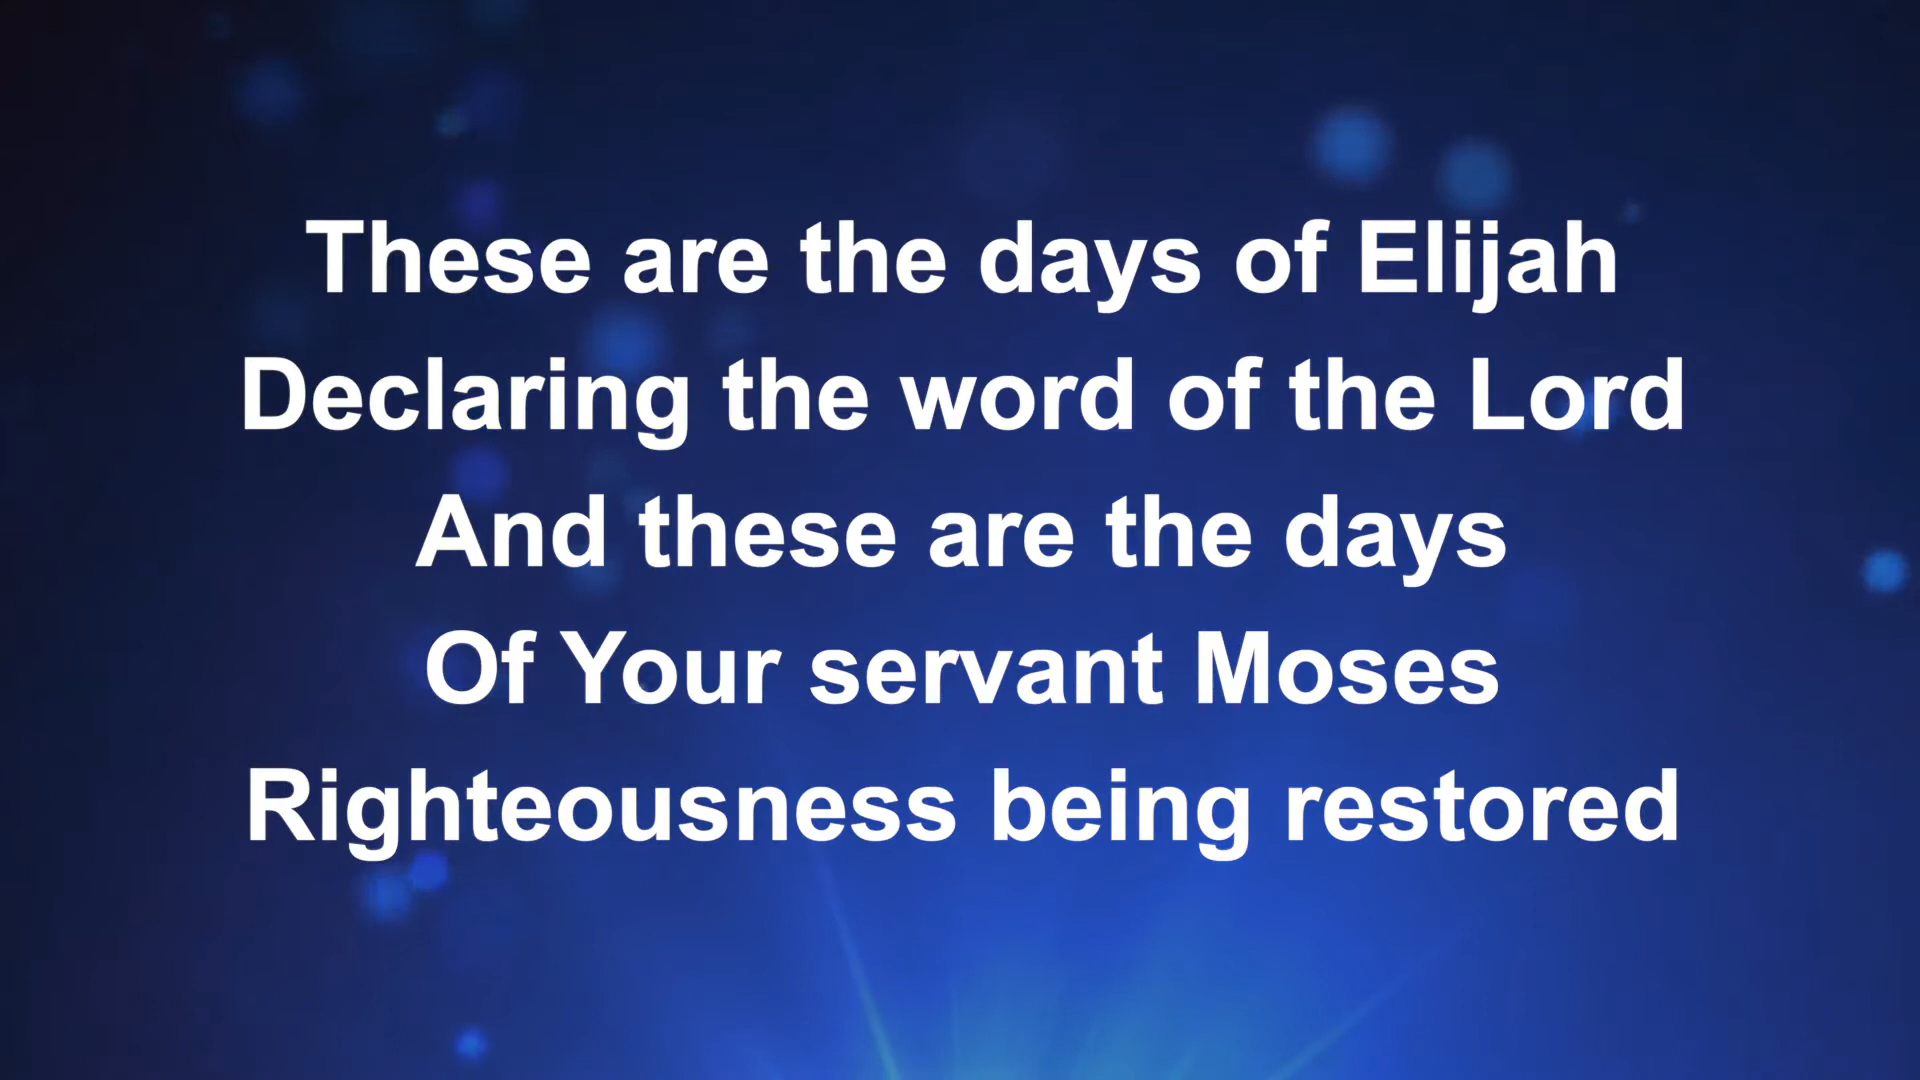 These are the days of Elijah
Declaring the word of the Lord
And these are the days
Of Your servant Moses
Righteousness being restored